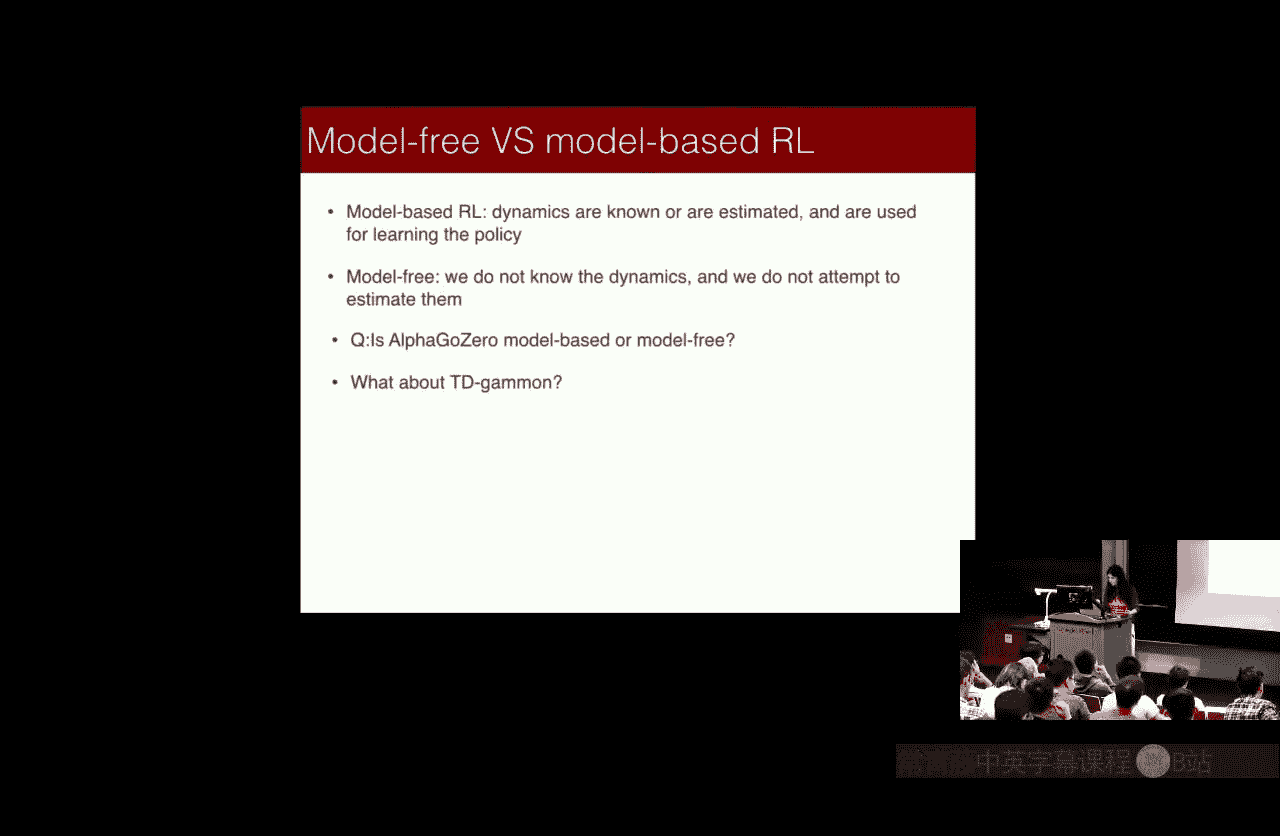 Model-free VS model-based RL
• Model-based RL: dynamics are known or are estimated, and are used
for learning the policy
• Model-free: we do not know the dynamics, and we do not attempt to
estimate them
• Q:Is AlphaGoZero model-based or model-free?
• What about TD-gammon?
中英字幕课程
B站